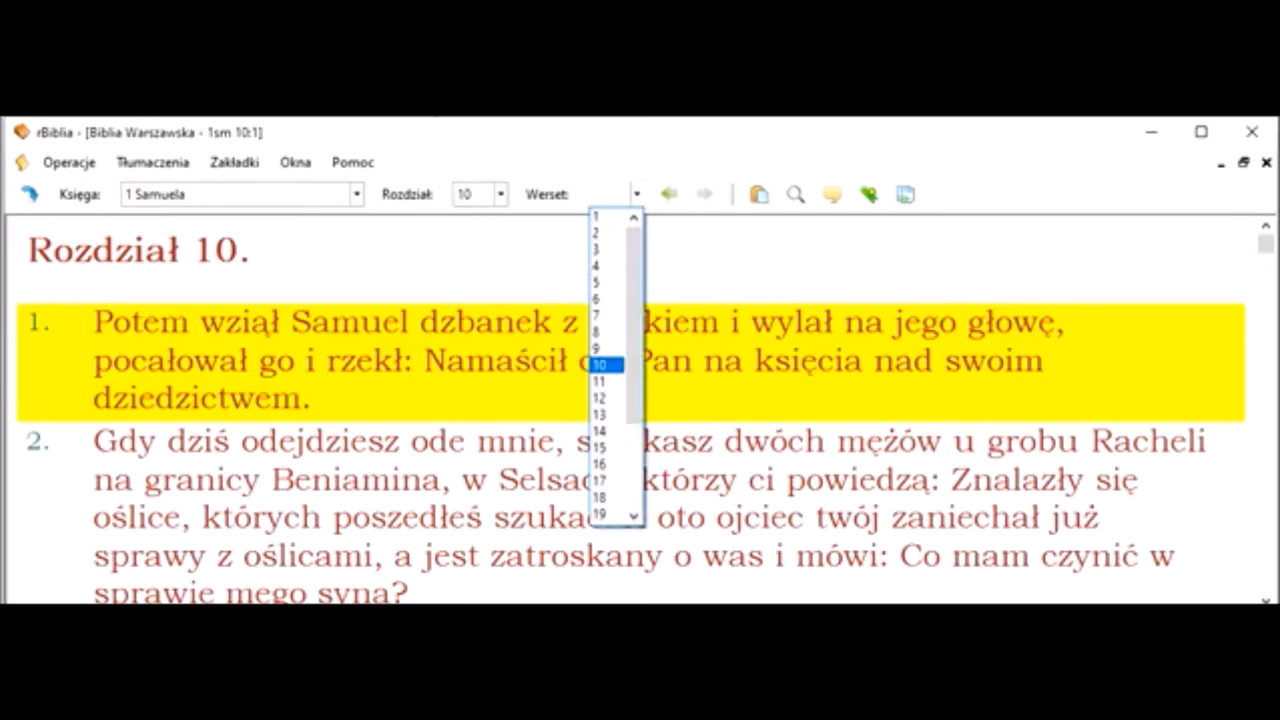 rBiblia - [Biblia Warszawska - 1sm 10:1]
Operacje Tłumaczenia Zakładki Okna Pomoc
Księga: 1 Samuela Rozdział: 10 Werset:
1
2
3
4
5
6
7
8
9
10
11
12
13
14
15
16
17
18
19
Rozdział 10.
1. Potem wziął Samuel dzbanek z kiem i wylał na jego głowę,
pocałował go i rzekł: Namaścił Pan na księcia nad swoim
dziedzictwem.
2. Gdy dziś odejdziesz ode mnie, s kasz dwóch mężów u grobu Racheli
na granicy Beniamina, w Selsac którzy ci powiedzą: Znalazły się
oślice, których poszedłeś szuka oto ojciec twój zaniechał już
sprawy z oślicami, a jest zatroskany o was i mówi: Co mam czynić w
sprawie mego syna?